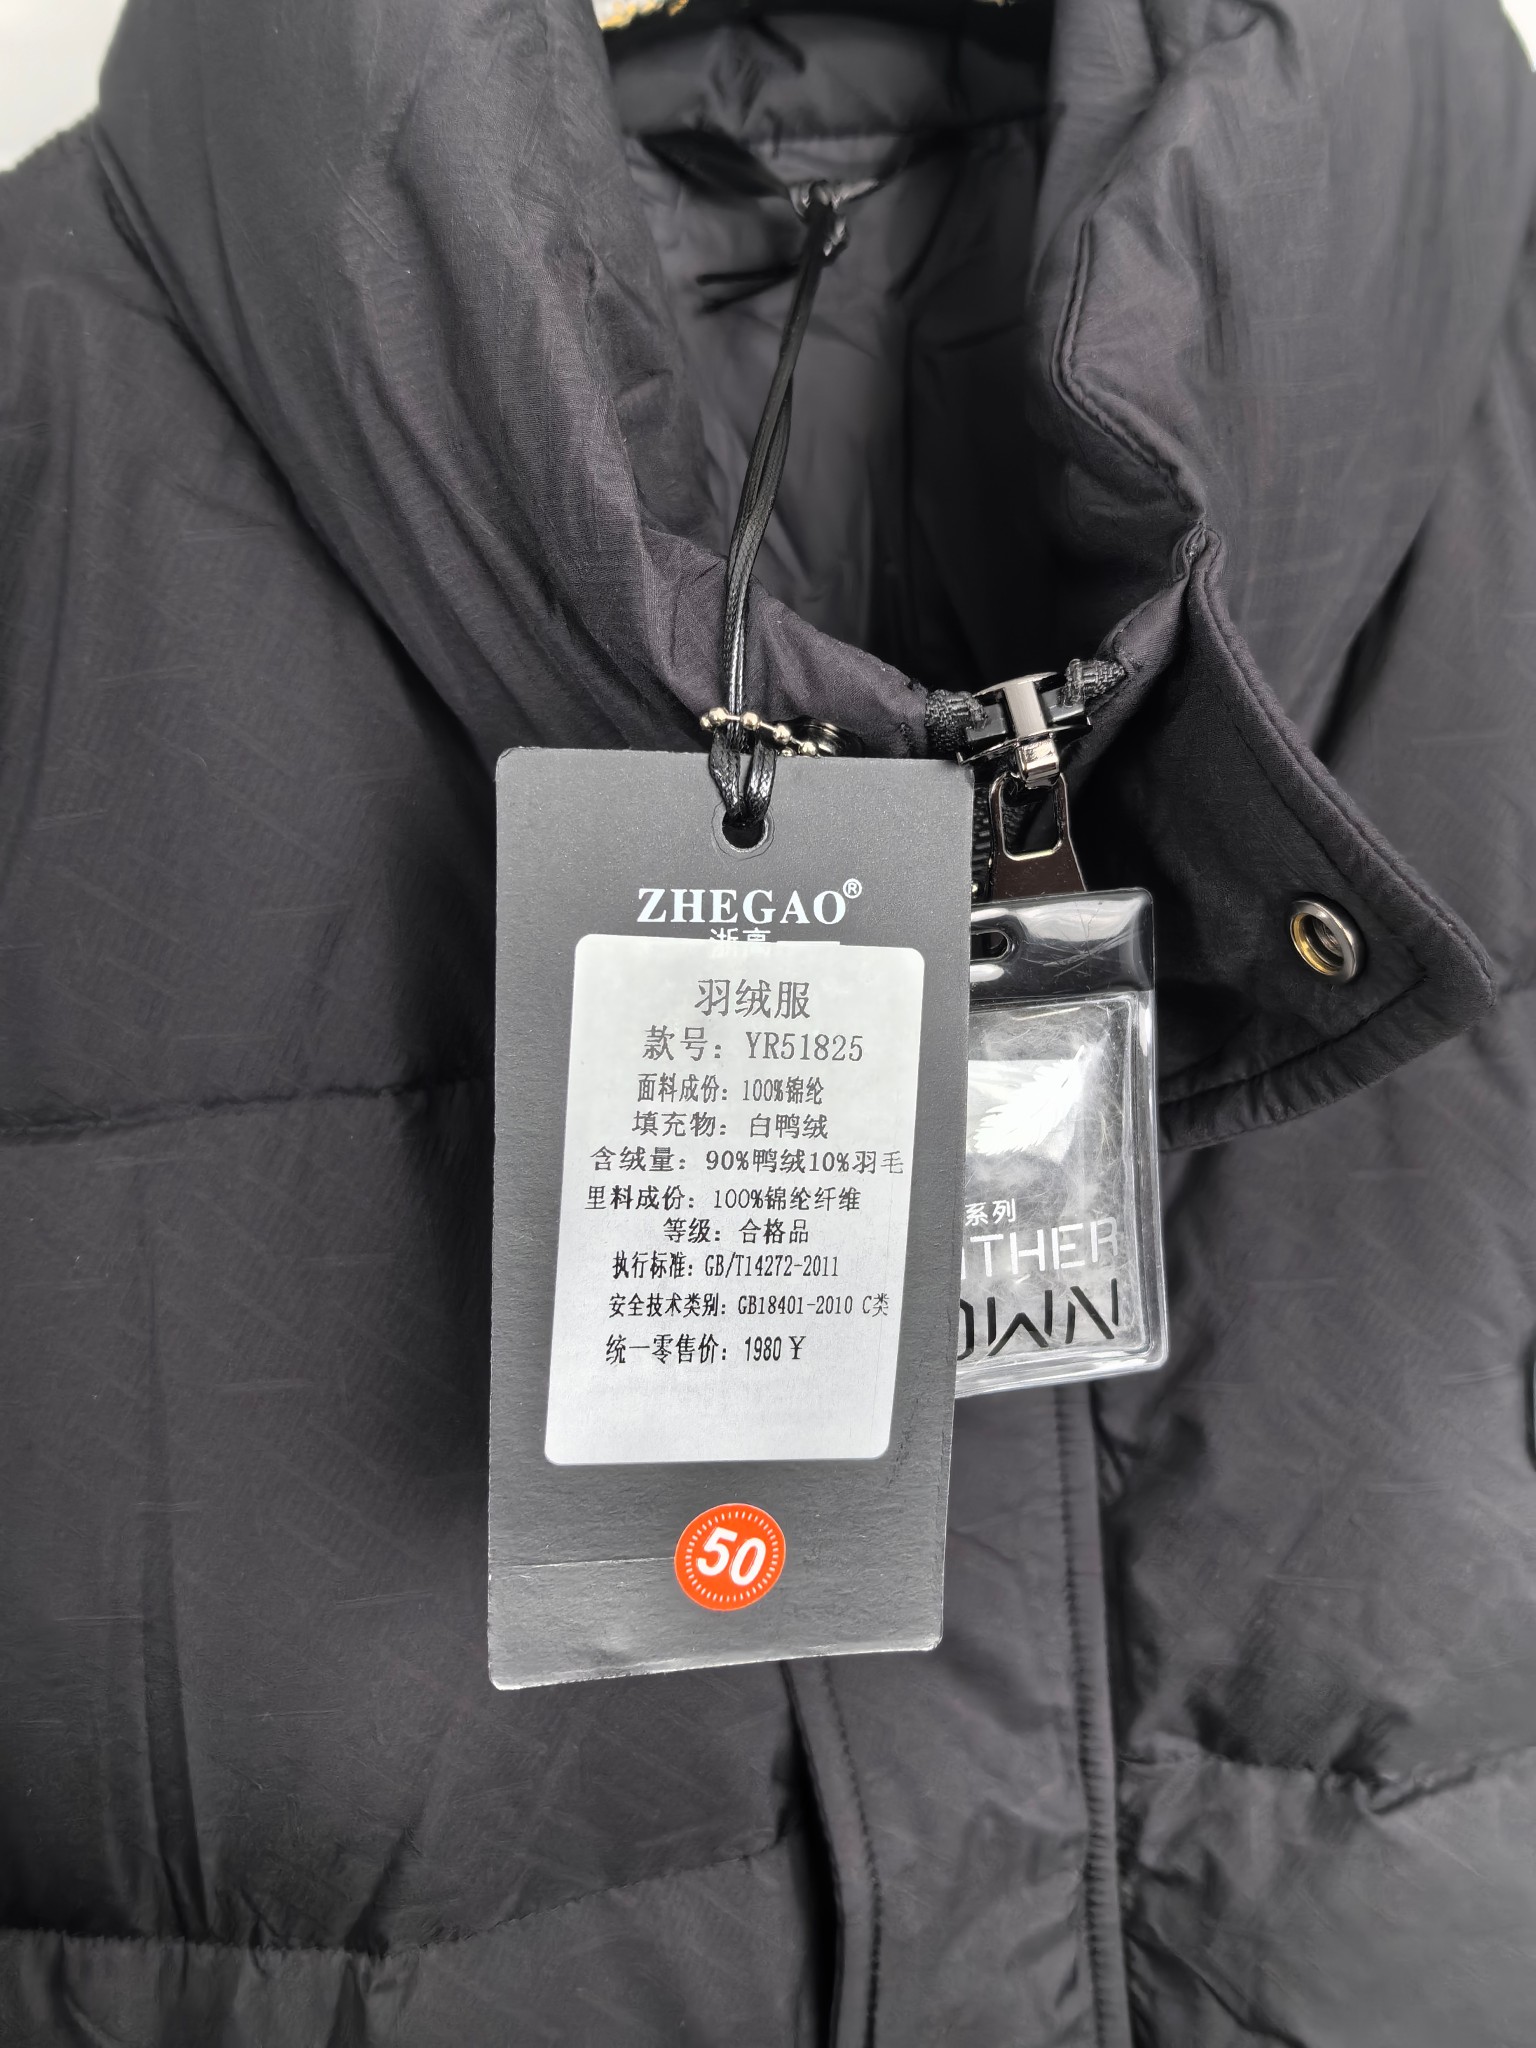 ZHEGAO®
浙高
羽绒服
款号：YR51825
面料成份：100%锦纶
填充物：白鸭绒
含绒量：90%鸭绒10%羽毛
里料成份：100%锦纶纤维
等级：合格品
执行标准：GB/T14272-2011
安全技术类别：GB18401-2010 C类
统一零售价：1980￥
50
系列